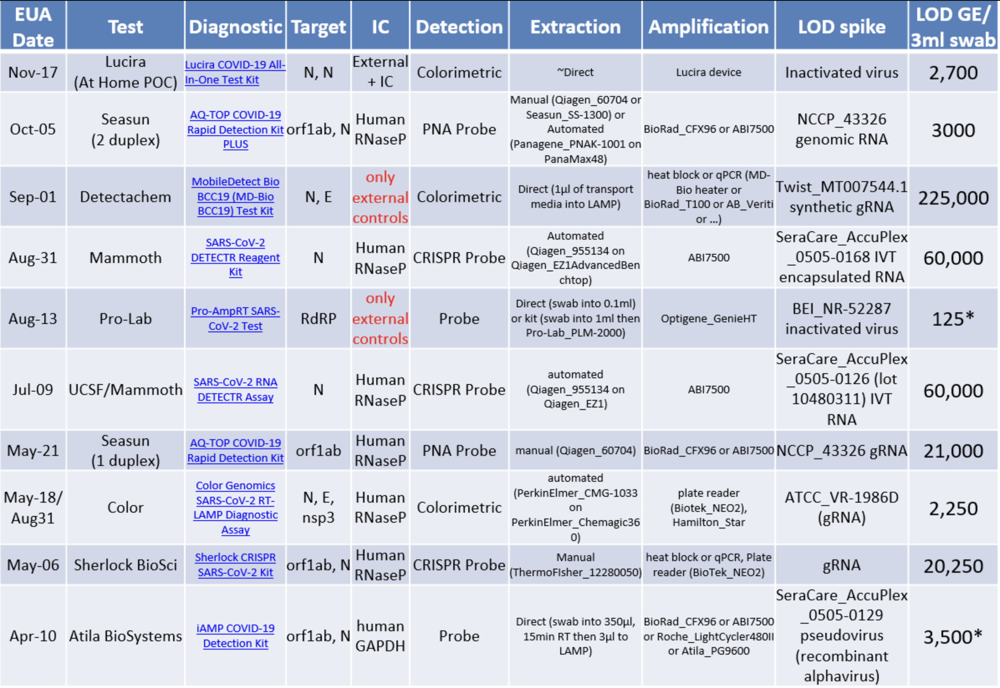 EUA
Date
Test
Diagnostic
Target
IC
Detection
Extraction
Amplification
LOD spike
LOD GE/
3ml swab
Nov-17
Lucira
(At Home POC)
Lucira COVID-19 All-
In-One Test Kit
N, N
External
+ IC
Colorimetric
~Direct
Lucira device
Inactivated virus
2,700
Oct-05
Seasun
(2 duplex)
AQ-TOP COVID-19
Rapid Detection Kit
PLUS
orf1ab, N
Human
RNaseP
PNA Probe
Manual (Qiagen_60704 or
Seasun_SS-1300) or
Automated
(Panagene_PNAK-1001 on
PanaMax48)
BioRad_CFX96 or ABI7500
NCCP_43326
genomic RNA
3000
Sep-01
Detectachem
MobileDetect Bio
BCC19 (MD-Bio
BCC19) Test Kit
N, E
only
external
controls
Colorimetric
Direct (1µl of transport
media into LAMP)
heat block or qPCR (MD-
Bio heater or
BioRad_T100 or AB_Veriti
or ...)
Twist_MT007544.1
synthetic gRNA
225,000
Aug-31
Mammoth
SARS-CoV-2
DETECTR Reagent
Kit
N
Human
RNaseP
CRISPR Probe
Automated
(Qiagen_955134 on
Qiagen_EZ1AdvancedBen
chtop)
ABI7500
SeraCare_AccuPlex
_0505-0168 IVT
encapsulated RNA
60,000
Aug-13
Pro-Lab
Pro-AmpRT SARS-
CoV-2 Test
RdRP
only
external
controls
Probe
Direct (swab into 0.1ml)
or kit (swab into 1ml then
Pro-Lab_PLM-2000)
Optigene_GenieHT
BEI_NR-52287
inactivated virus
125*
Jul-09
UCSF/Mammoth
SARS-CoV-2 RNA
DETECTR Assay
N
Human
RNaseP
CRISPR Probe
automated
(Qiagen_955134 on
Qiagen_EZ1)
ABI7500
SeraCare_AccuPlex
_0505-0126 (lot
10480311) IVT
RNA
60,000
May-21
Seasun
(1 duplex)
AQ-TOP COVID-19
Rapid Detection Kit
orf1ab
Human
RNaseP
PNA Probe
manual (Qiagen_60704)
BioRad_CFX96 or ABI7500
NCCP_43326 gRNA
21,000
May-18/
Aug31
Color
Color Genomics
SARS-CoV-2 RT-
LAMP Diagnostic
Assay
N, E,
nsp3
Human
RNaseP
Colorimetric
automated
(PerkinElmer_CMG-1033
on
PerkinElmer_Chemagic36
0)
plate reader
(Biotek_NEO2),
Hamilton_Star
ATCC_VR-1986D
(gRNA)
2,250
May-06
Sherlock BioSci
Sherlock CRISPR
SARS-CoV-2 Kit
orf1ab, N
Human
RNaseP
CRISPR Probe
Manual
(ThermoFIsher_12280050)
heat block or qPCR, Plate
reader (BioTek_NEO2)
gRNA
20,250
Apr-10
Atila BioSystems
iAMP COVID-19
Detection Kit
orf1ab, N
human
GAPDH
Probe
Direct (swab into 350µl,
15min RT then 3µl to
LAMP)
BioRad_CFX96 or ABI7500
or Roche_LightCycler480II
or Atila_PG9600
SeraCare_AccuPlex
_0505-0129
pseudovirus
(recombinant
alphavirus)
3,500*